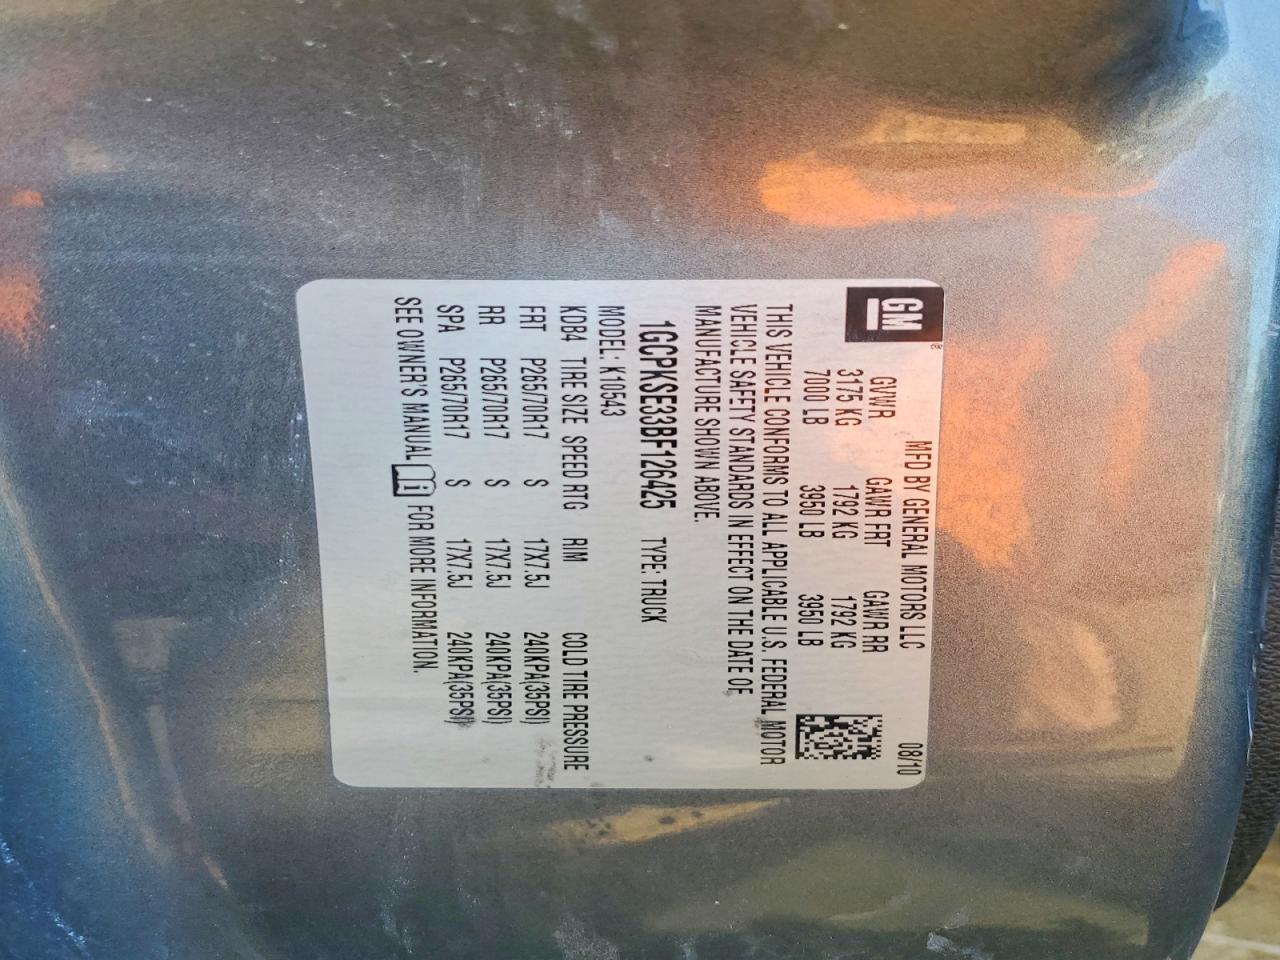 GM
MFD BY GENERAL MOTORS LLC 08/10
GVWR GAWR FRT GAWR RR
3175 KG 1792 KG 1792 KG
7000 LB 3950 LB 3950 LB
THIS VEHICLE CONFORMS TO ALL APPLICABLE U.S. FEDERAL MOTOR
VEHICLE SAFETY STANDARDS IN EFFECT ON THE DATE OF
MANUFACTURE SHOWN ABOVE.
1GCPKSE33BF126425 TYPE: TRUCK
MODEL: K10543
KDB4 TIRE SIZE SPEED RTG RIM COLD TIRE PRESSURE
FRT P265/70R17 S 17X7.5J 240KPA(35PSI)
RR P265/70R17 S 17X7.5J 240KPA(35PSI)
SPA P265/70R17 S 17X7.5J 240KPA(35PSI)
SEE OWNER'S MANUAL FOR MORE INFORMATION.